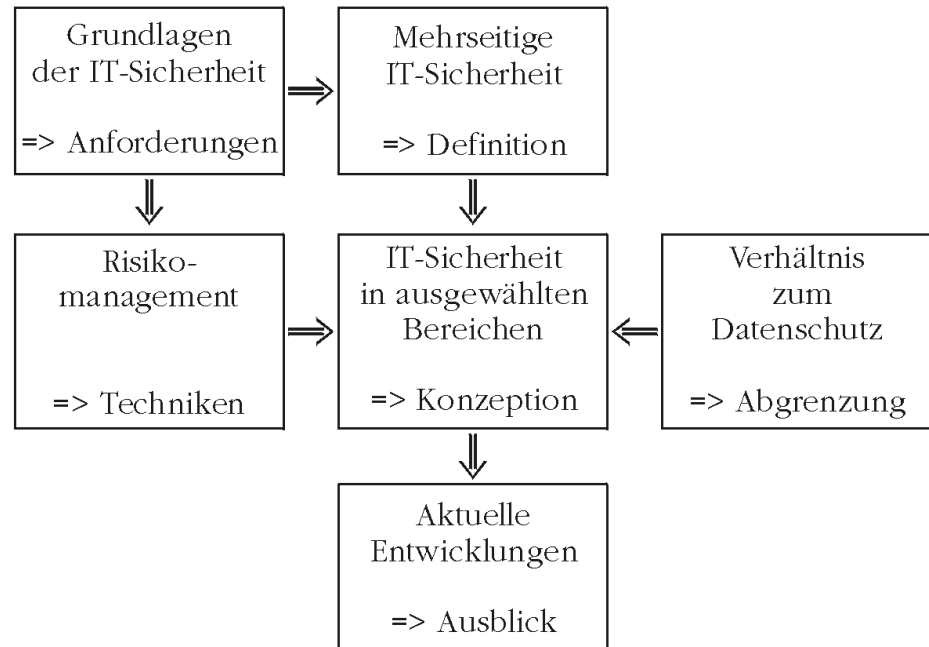 Grundlagen
der IT-Sicherheit
=> Anforderungen
Mehrseitige
IT-Sicherheit
=> Definition
Risiko-
management
=> Techniken
IT-Sicherheit
in ausgewählten
Bereichen
=> Konzeption
Verhältnis
zum
Datenschutz
=> Abgrenzung
Aktuelle
Entwicklungen
=> Ausblick